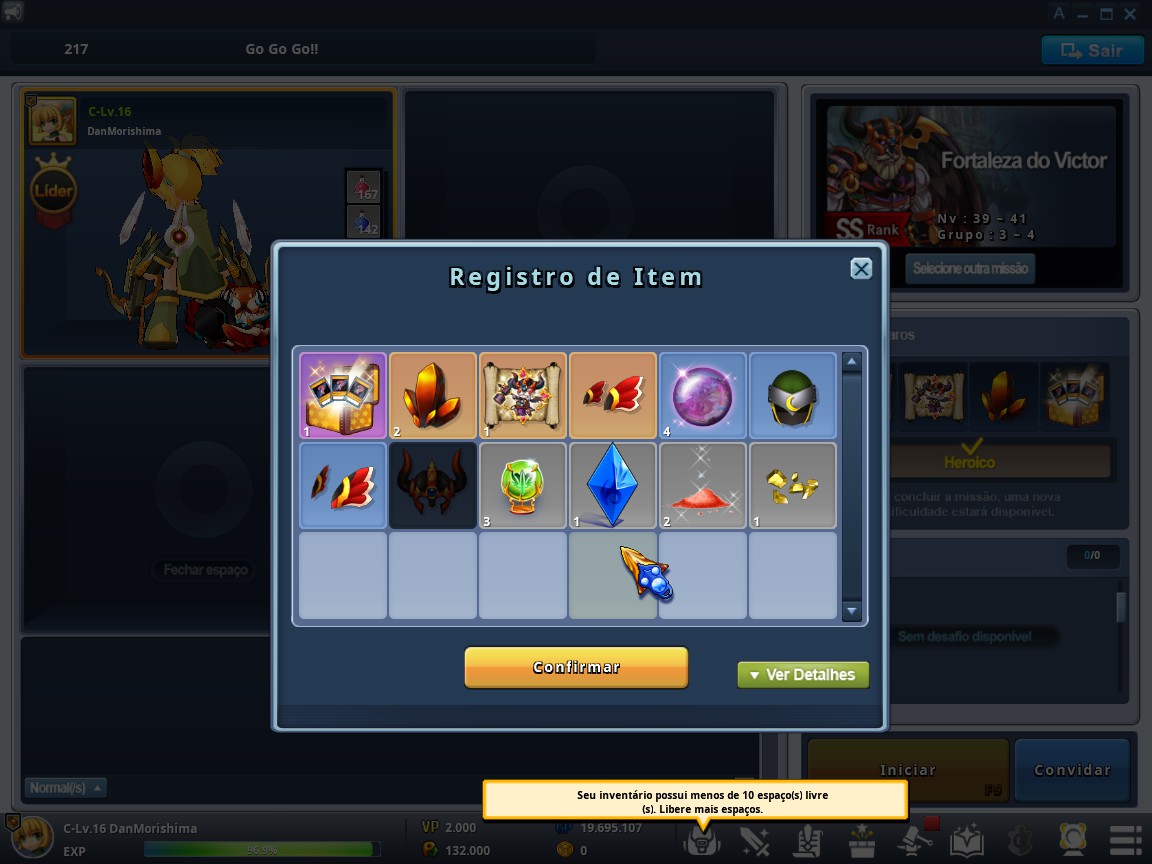 A
217 Go Go Go!!
Sair
C-Lv.16
DanMorishima
Líder
167
142
Fortaleza do Victor
SS Rank
Nv : 39 ~ 41
Grupo : 3 ~ 4
Selecione outra missão
Registro de Item
1
2
1
4
3
1
2
1
Confirmar
Ver Detalhes
Heroico
concluir a missão, uma nova
disponível.
0/0
Sem desafio disponível
Fechar espaço
Normal(/s)
Iniciar
F5
Convidar
Seu inventário possui menos de 10 espaço(s) livre
(s). Libere mais espaços.
C-Lv.16 DanMorishima
EXP
96.9%
VP 2.000
19.695.107
132.000
0